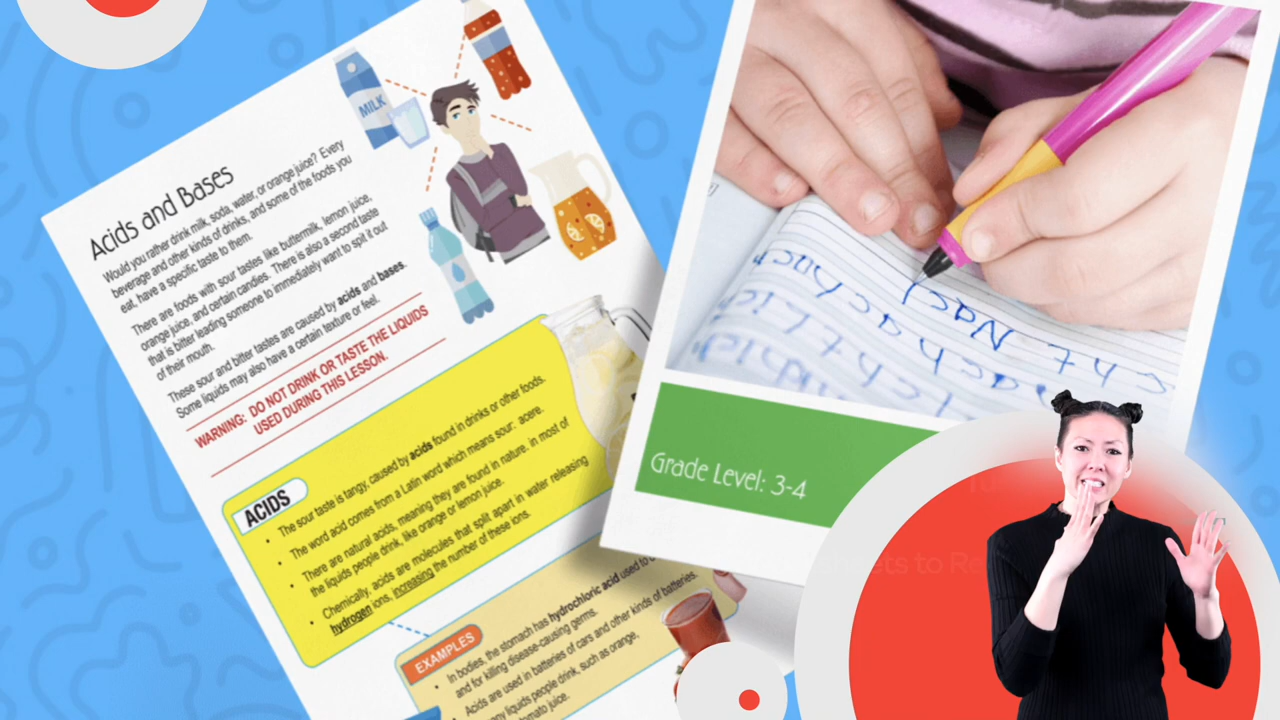 Acids and Bases
Would you rather drink milk, soda, water, or orange juice? Every
beverage and other kinds of drinks, and some of the foods you
eat, have a specific taste to them.
There are foods with sour tastes like buttermilk, lemon juice,
orange juice, and certain candies. There is also a second taste
that is bitter leading someone to immediately want to spit it out
of their mouth.
These sour and bitter tastes are caused by acids and bases.
Some liquids may also have a certain texture or feel.
WARNING: DO NOT DRINK OR TASTE THE LIQUIDS
USED DURING THIS LESSON.
MILK
ACIDS
• The sour taste is tangy, caused by acids found in drinks or other foods.
• The word acid comes from a Latin word which means sour: acere.
• There are natural acids, meaning they are found in nature. in most of
the liquids people drink, like orange or lemon juice.
• Chemically, acids are molecules that split apart in water releasing
hydrogen ions, increasing the number of these ions.
EXAMPLES
• In bodies, the stomach has hydrochloric acid used to
and for killing disease-causing germs.
• Acids are used in batteries of cars and other kinds of batteries.
many liquids people drink, such as orange,
tomato juice.
Grade Level: 3-4
ets to Re